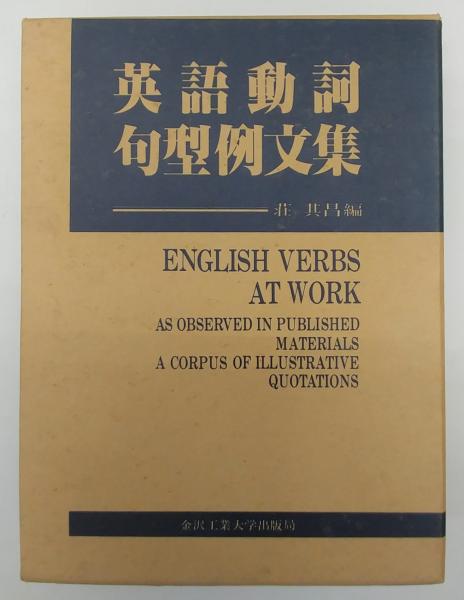 英語動詞
句型例文集
荘 其昌編
ENGLISH VERBS
AT WORK
AS OBSERVED IN PUBLISHED
MATERIALS
A CORPUS OF ILLUSTRATIVE
QUOTATIONS
金沢工業大学出版局